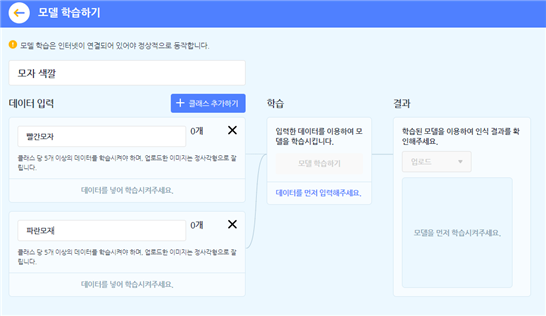 모델 학습하기
모델 학습은 인터넷이 연결되어 있어야 정상적으로 동작합니다.
모자 색깔
데이터 입력
+ 클래스 추가하기
빨간모자
0개
클래스 당 5개 이상의 데이터를 학습시켜야 하며, 업로드한 이미지는 정사각형으로 잘
립니다.
데이터를 넣어 학습시켜주세요.
파란모재
0개
클래스 당 5개 이상의 데이터를 학습시켜야 하며, 업로드한 이미지는 정사각형으로 잘
립니다.
데이터를 넣어 학습시켜주세요.
학습
입력한 데이터를 이용하여 모
델을 학습시킵니다.
모델 학습하기
데이터를 먼저 입력해주세요.
결과
학습된 모델을 이용하여 인식 결과를 확
인해주세요.
업로드
모델을 먼저 학습시켜주세요.